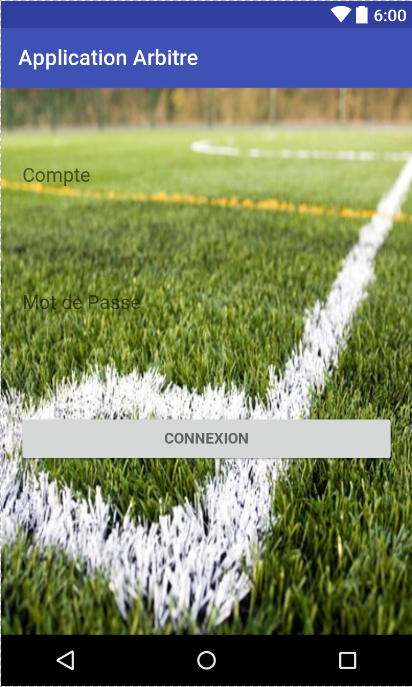 6:00
Application Arbitre
Compte
Mot de Passe
CONNEXION